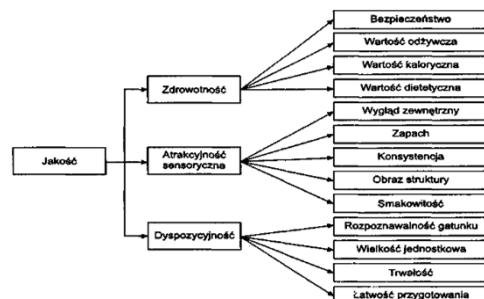 Jakość
Zdrowotność
Atrakcyjność
sensoryczna
Dyspozycyjność
Bezpieczeństwo
Wartość odżywcza
Wartość kaloryczna
Wartość dietetyczna
Wygląd zewnętrzny
Zapach
Konsystencja
Obraz struktury
Smakowitość
Rozpoznawalność gatunku
Wielkość jednostkowa
Trwałość
Łatwość przygotowania